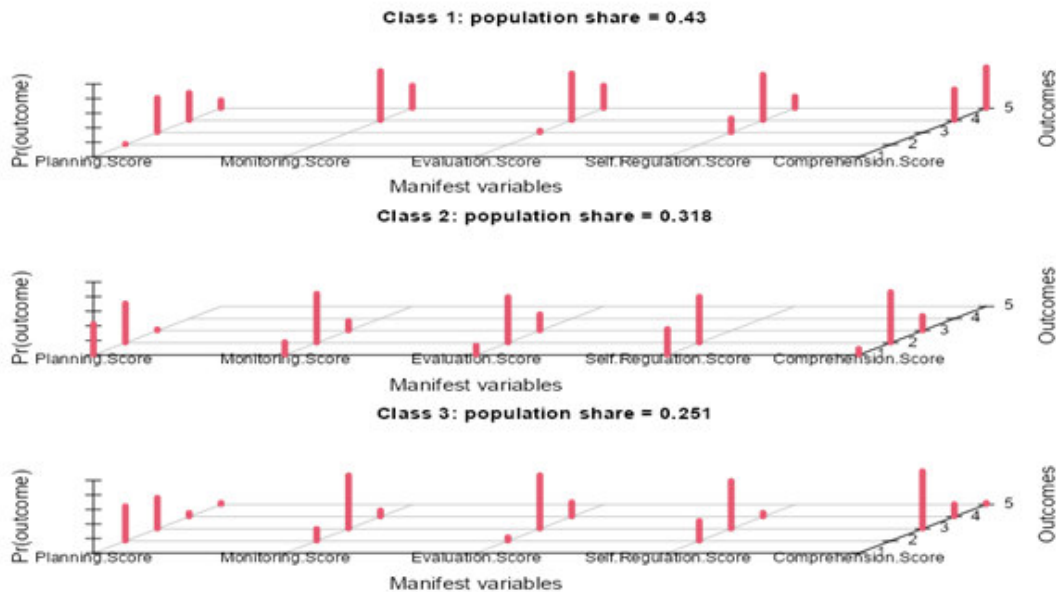 Class 1: population share = 0.43
Pr(outcome)
Outcomes
1 2 3 4 5
Planning.Score Monitoring.Score Evaluation.Score Self.Regulation.Score Comprehension.Score
Manifest variables
Class 2: population share = 0.318
Pr(outcome)
Outcomes
1 2 3 4 5
Planning.Score Monitoring.Score Evaluation.Score Self.Regulation.Score Comprehension.Score
Manifest variables
Class 3: population share = 0.251
Pr(outcome)
Outcomes
1 2 3 4 5
Planning.Score Monitoring.Score Evaluation.Score Self.Regulation.Score Comprehension.Score
Manifest variables